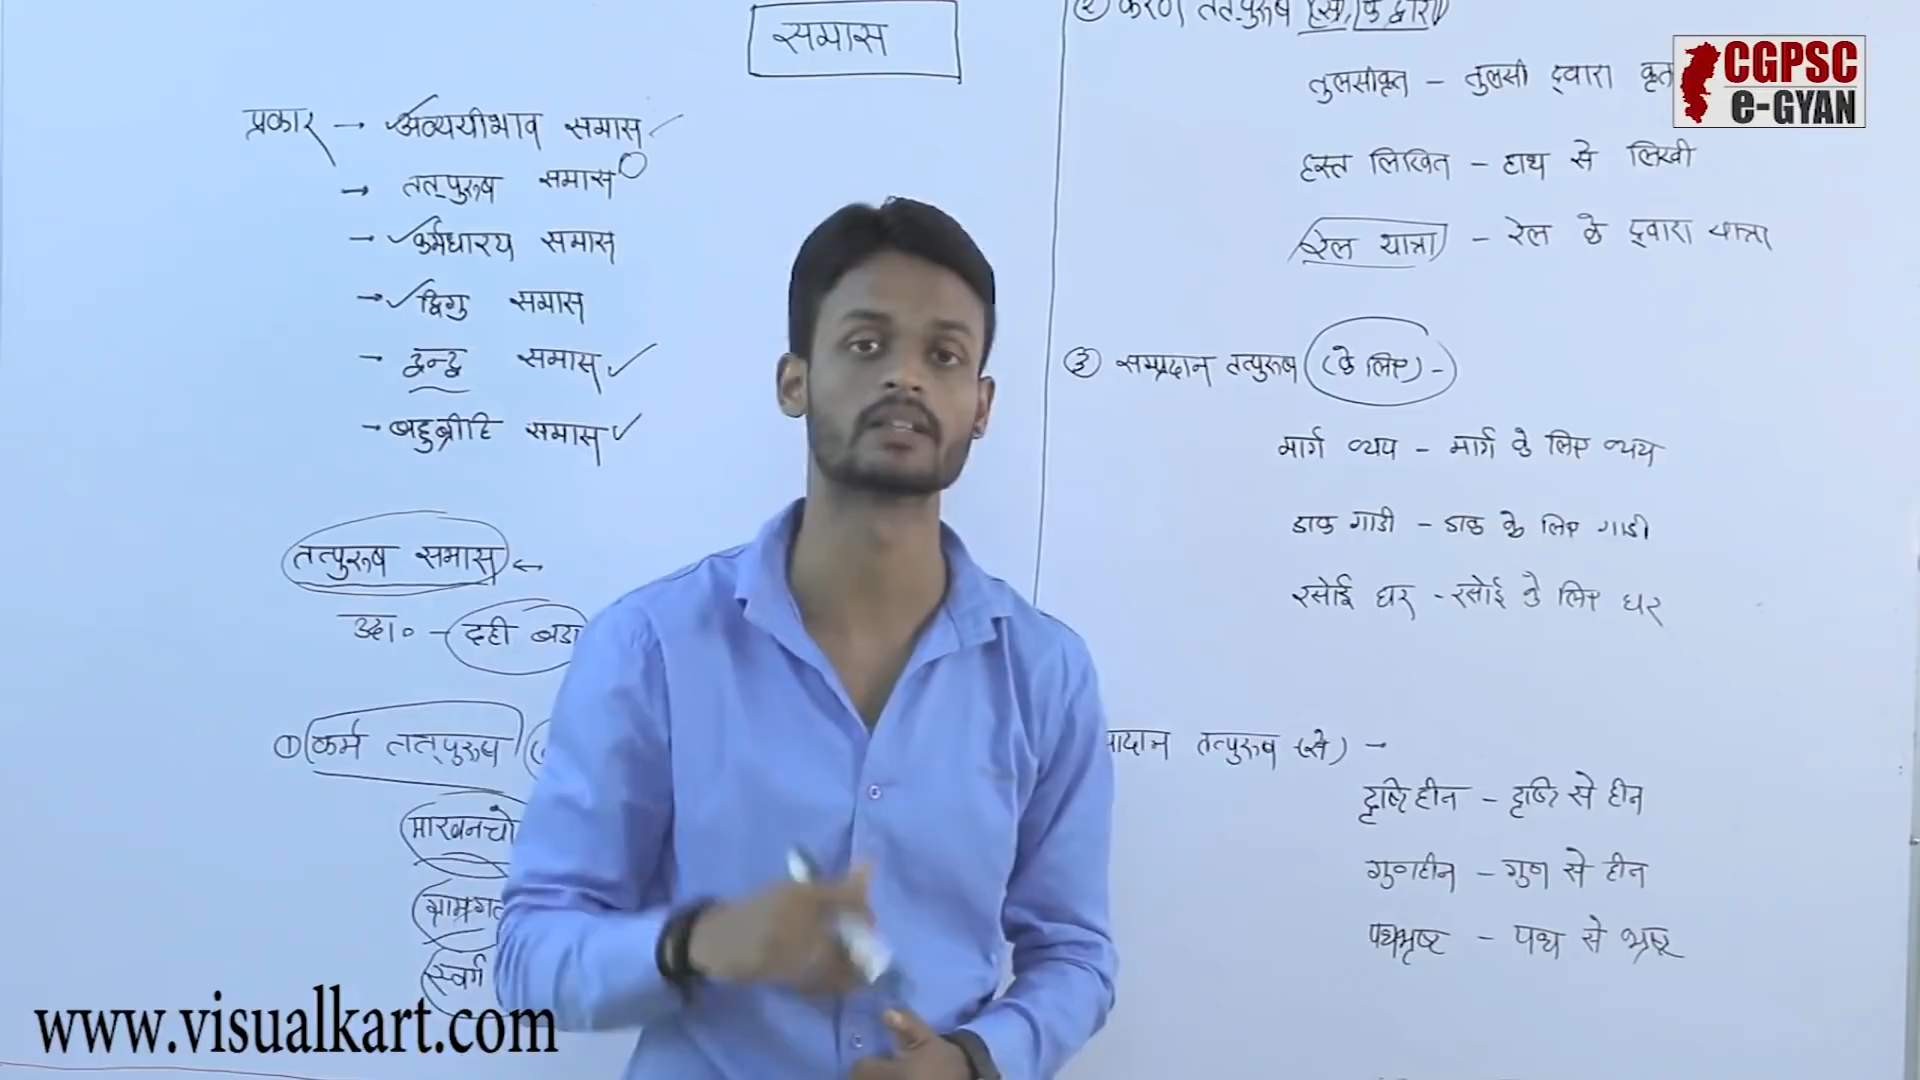 समास
प्रकार → अव्ययीभाव समास
→ तत्पुरुष समास
→ कर्मधारय समास
→ द्विगु समास
→ द्वन्द्व समास
→ बहुब्रीहि समास
तत्पुरुष समास ←
उदा० - दही बडा
① कर्म तत्पुरुष (
माखनचो
स्वर्ग
② करण तत्पुरुष (से, के द्वारा)
तुलसीकृत - तुलसी द्वारा कृत
हस्त लिखित - हाथ से लिखी
रेल यात्रा - रेल के द्वारा यात्रा
③ सम्प्रदान तत्पुरुष (के लिए) -
मार्ग व्यय - मार्ग के लिए व्यय
डाक गाडी - डाक के लिए गाडी
रसोई घर - रसोई के लिए घर
पादान तत्पुरुष (से) -
दृष्टिहीन - दृष्टि से हीन
गुणहीन - गुण से हीन
पथभ्रष्ट - पथ से भ्रष्ट
CGPSC
e-GYAN
www.visualkart.com